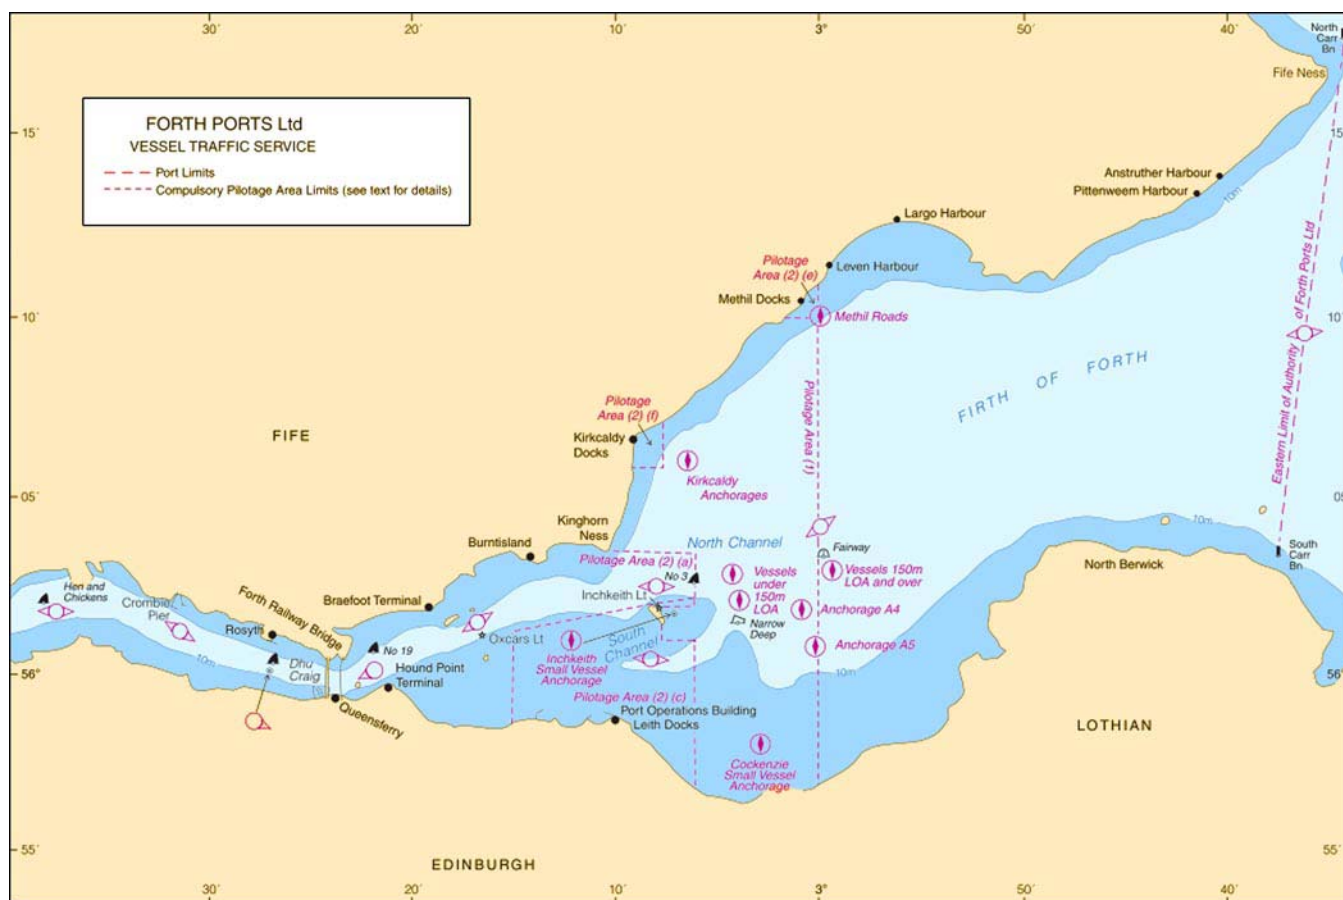 30´
20´
10´
3°
50´
40´
North
Carr
Bn
Fife Ness
15´
15
FORTH PORTS Ltd
VESSEL TRAFFIC SERVICE
Port Limits
Compulsory Pilotage Area Limits (see text for details)
Anstruther Harbour
Pittenweem Harbour
10m
Largo Harbour
Pilotage
Area (2) (e)
Leven Harbour
Methil Docks
Methil Roads
10´
10´
Eastern Limit of Authority of Forth Ports Ltd
FIRTH OF FORTH
Pilotage Area (1)
Pilotage
Area (2) (f)
FIFE
Kirkcaldy
Docks
Kirkcaldy
Anchorages
05´
05
Kinghorn
Ness
Burntisland
North Channel
Fairway
10m
North Berwick
South
Carr
Bn
Pilotage Area (2) (a)
No 3
Vessels
under
150m
LOA
Vessels 150m
LOA and over
Hen and
Chickens
Crombie
Pier
Forth Railway Bridge
Braefoot Terminal
Inchkeith Lt
Anchorage A4
Rosyth
Oxcars Lt
South
Channel
Narrow
Deep
Anchorage A5
No 19
10m
Dhu
Craig
Hound Point
Terminal
Inchkeith
Small Vessel
Anchorage
10m
56°
56°
Queensferry
Pilotage Area (2) (c)
Port Operations Building
Leith Docks
LOTHIAN
Cockenzie
Small Vessel
Anchorage
55´
55´
EDINBURGH
30´
20´
10´
3°
50´
40´